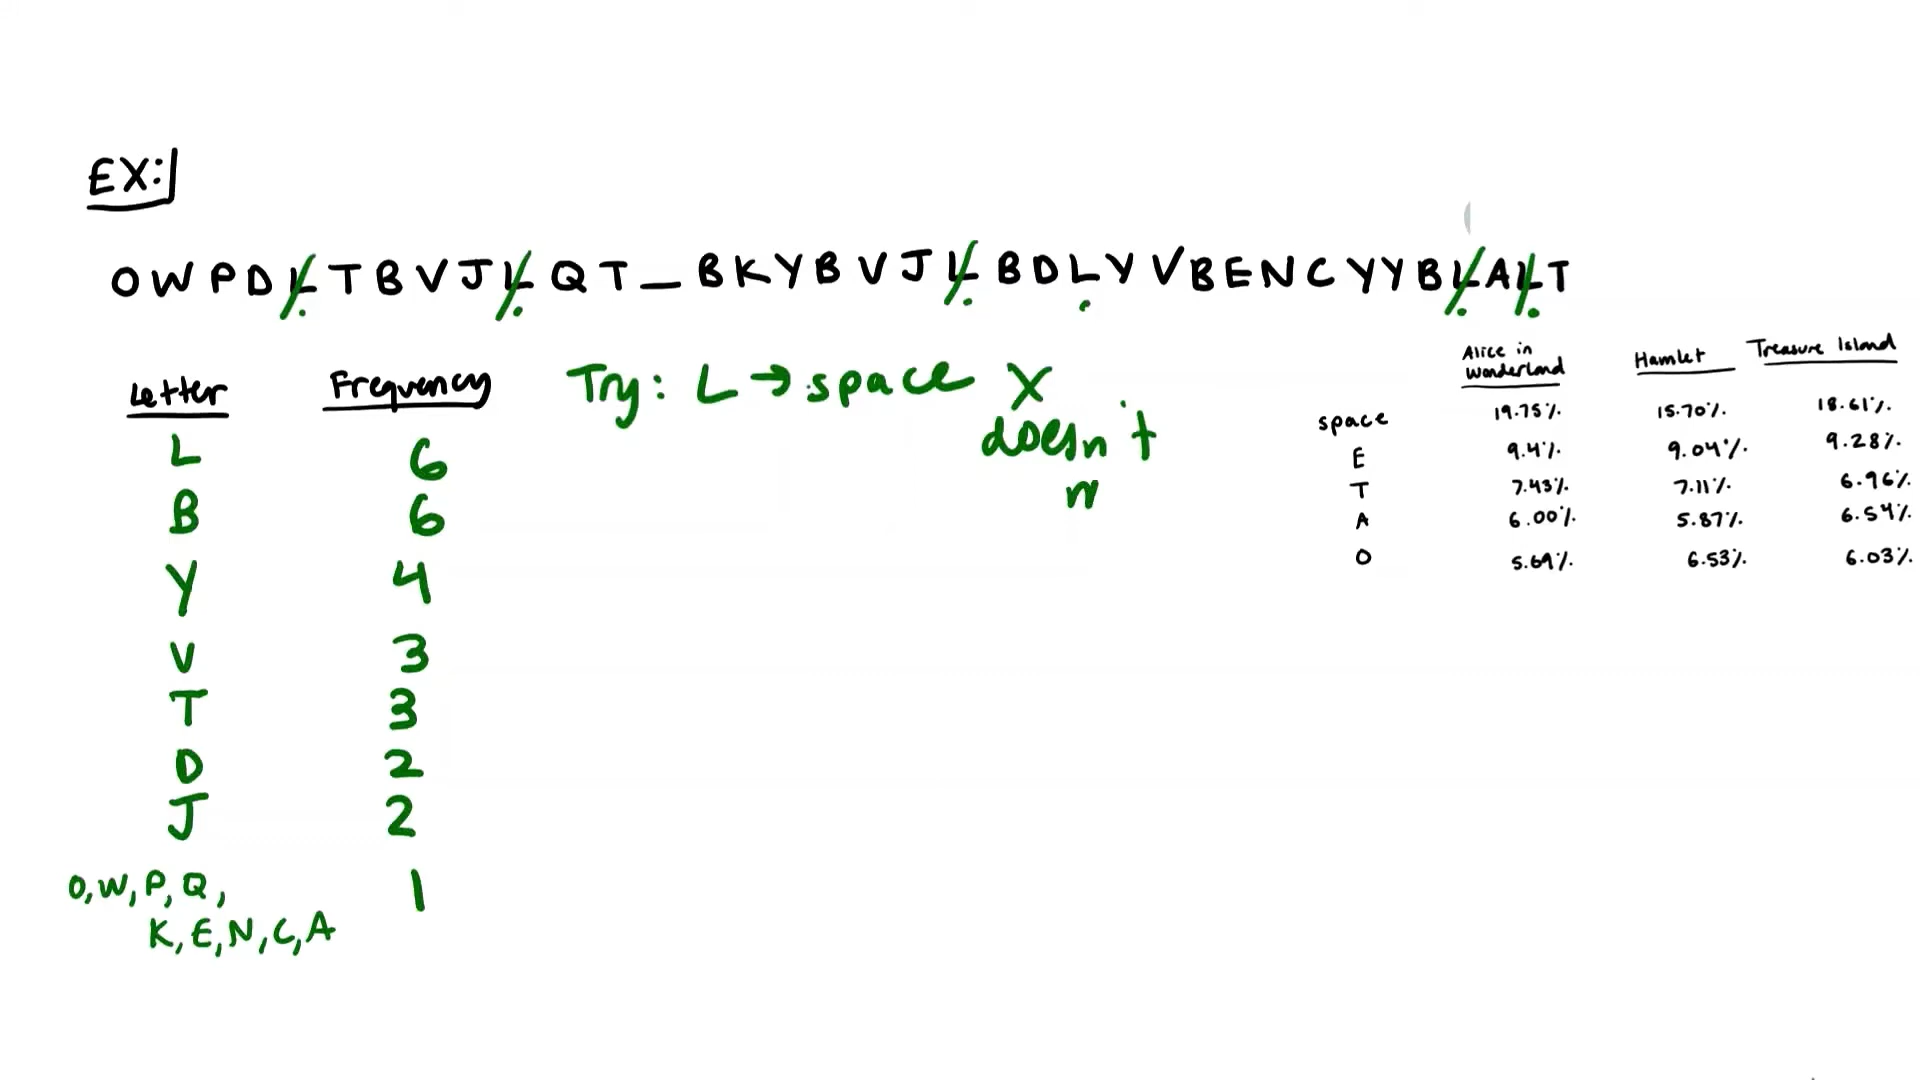 EX:
OWPDLTBVJLQT_BKYBVJLBDLYVBENCYYBLALT
Letter Frequency Try: L → space X
doesn't
m
L 6
B 6
Y 4
V 3
T 3
D 2
J 2
O, W, P, Q, 1
K, E, N, C, A
Alice in Wonderland Hamlet Treasure Island
space 19.75% 15.70% 18.61%
E 9.4% 9.04% 9.28%
T 7.43% 7.11% 6.96%
A 6.00% 5.87% 6.54%
O 5.69% 6.53% 6.03%